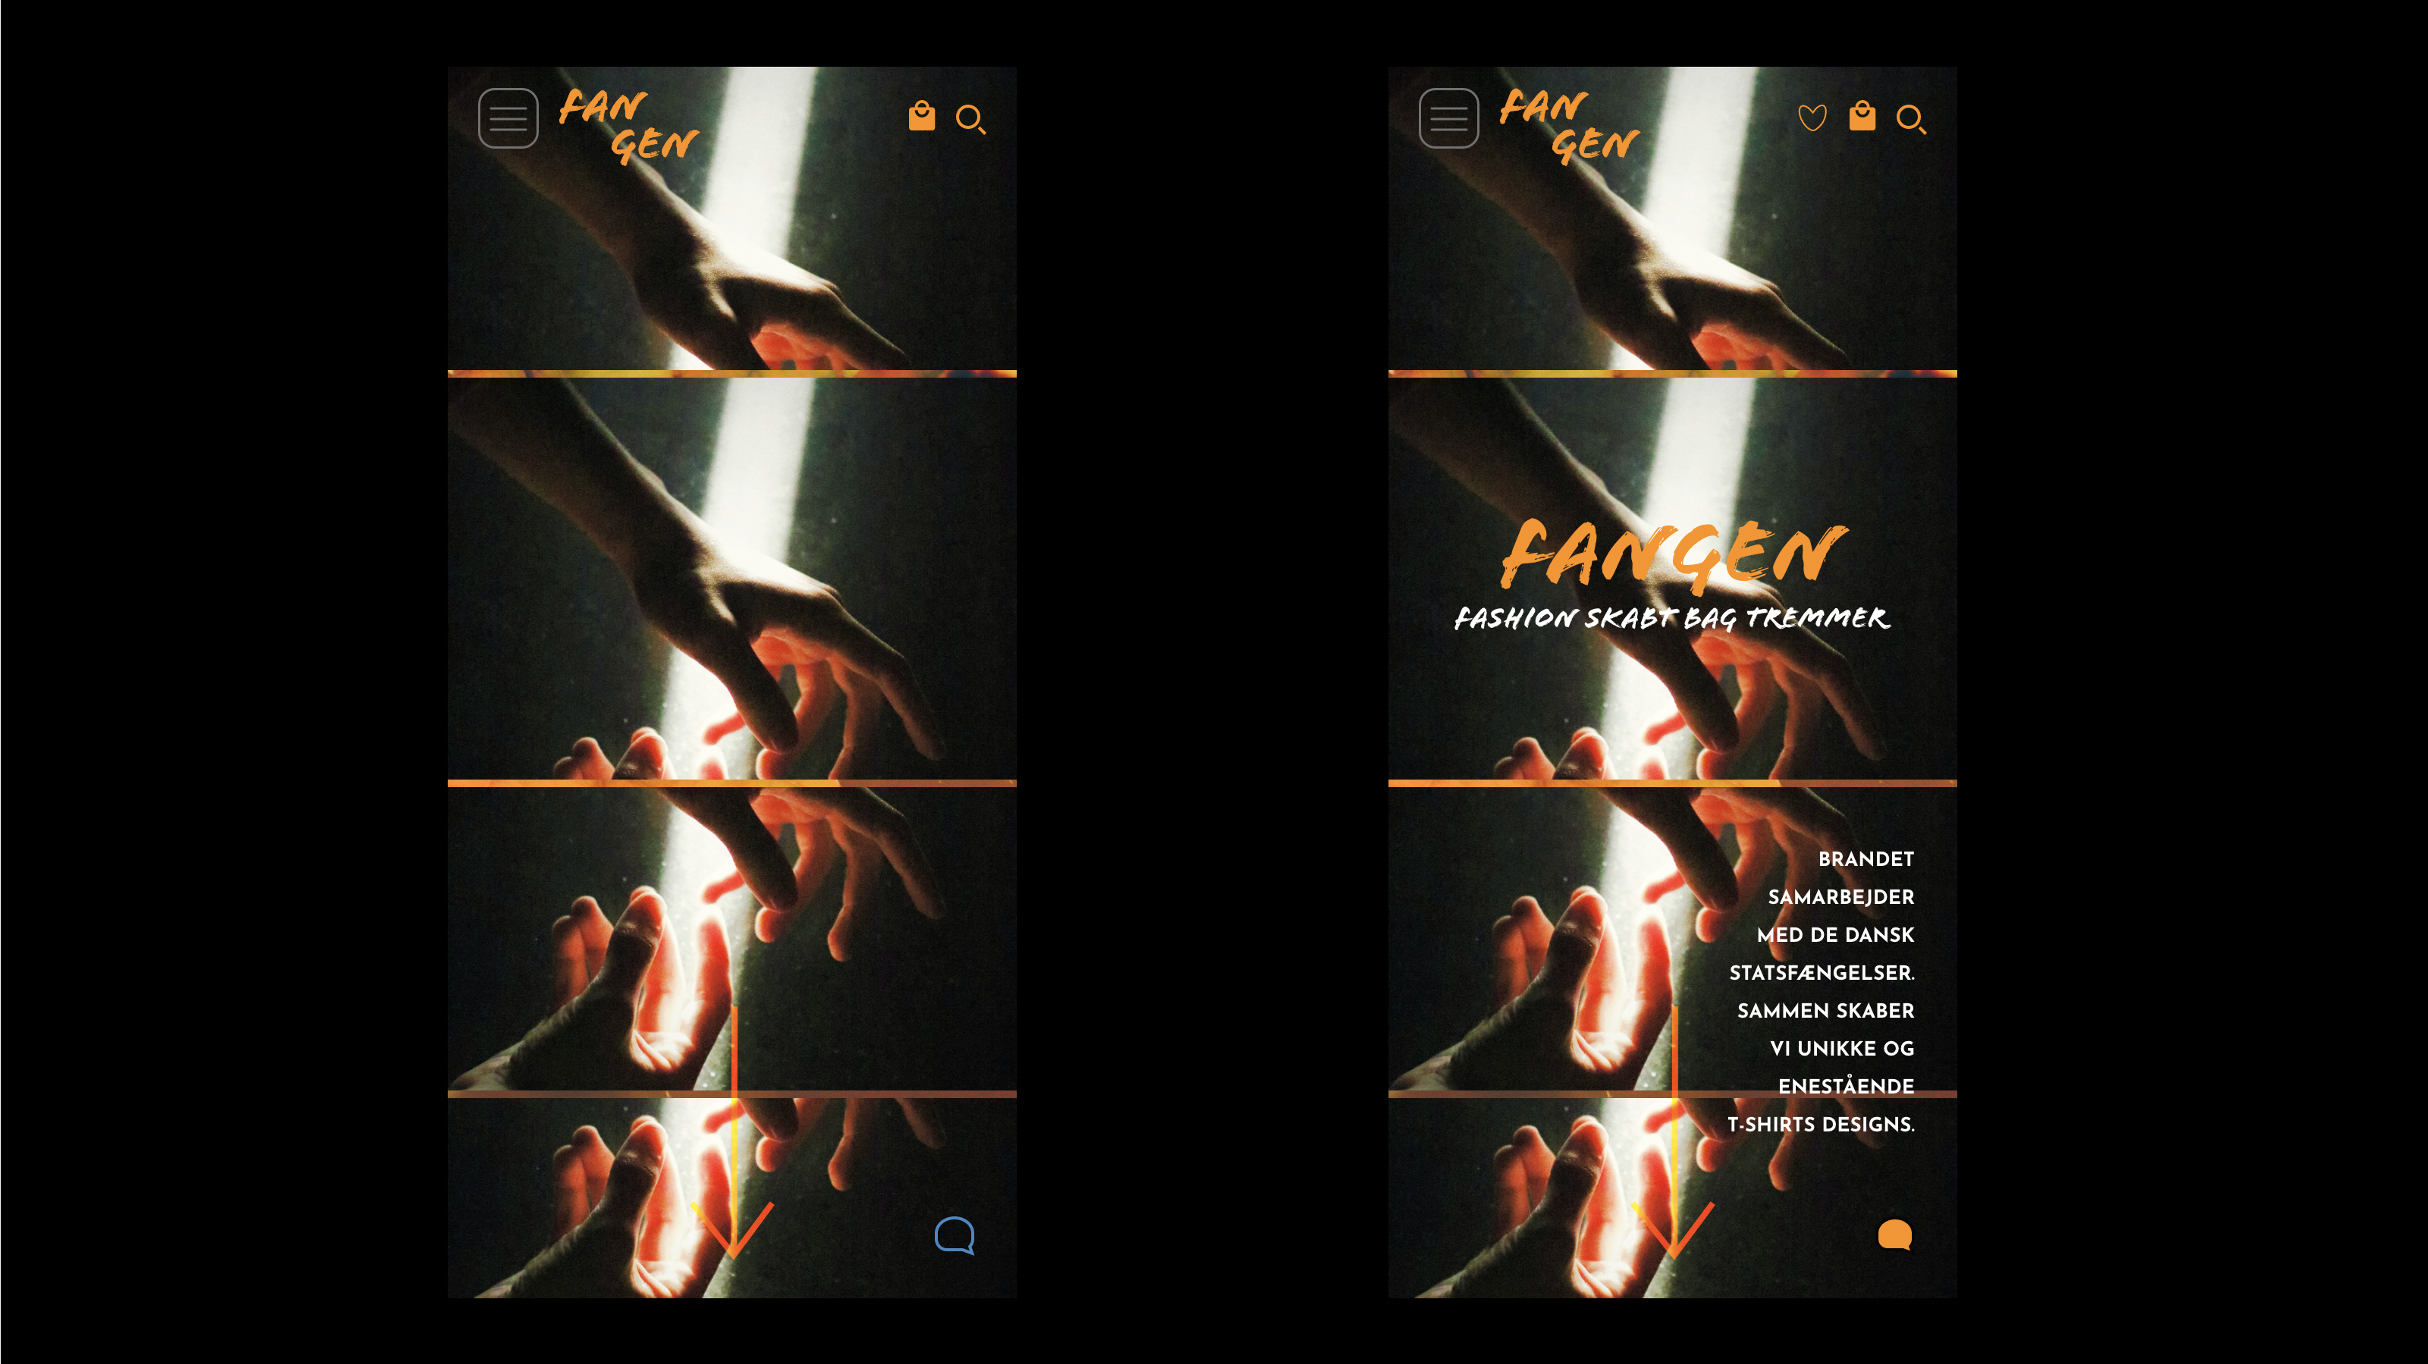 FAN
GEN
FAN
GEN
FANGEN
FASHION SKABT BAG TREMMER
BRANDET
SAMARBEJDER
MED DE DANSK
STATSFÆNGELSER.
SAMMEN SKABER
VI UNIKKE OG
ENESTÅENDE
T-SHIRTS DESIGNS.